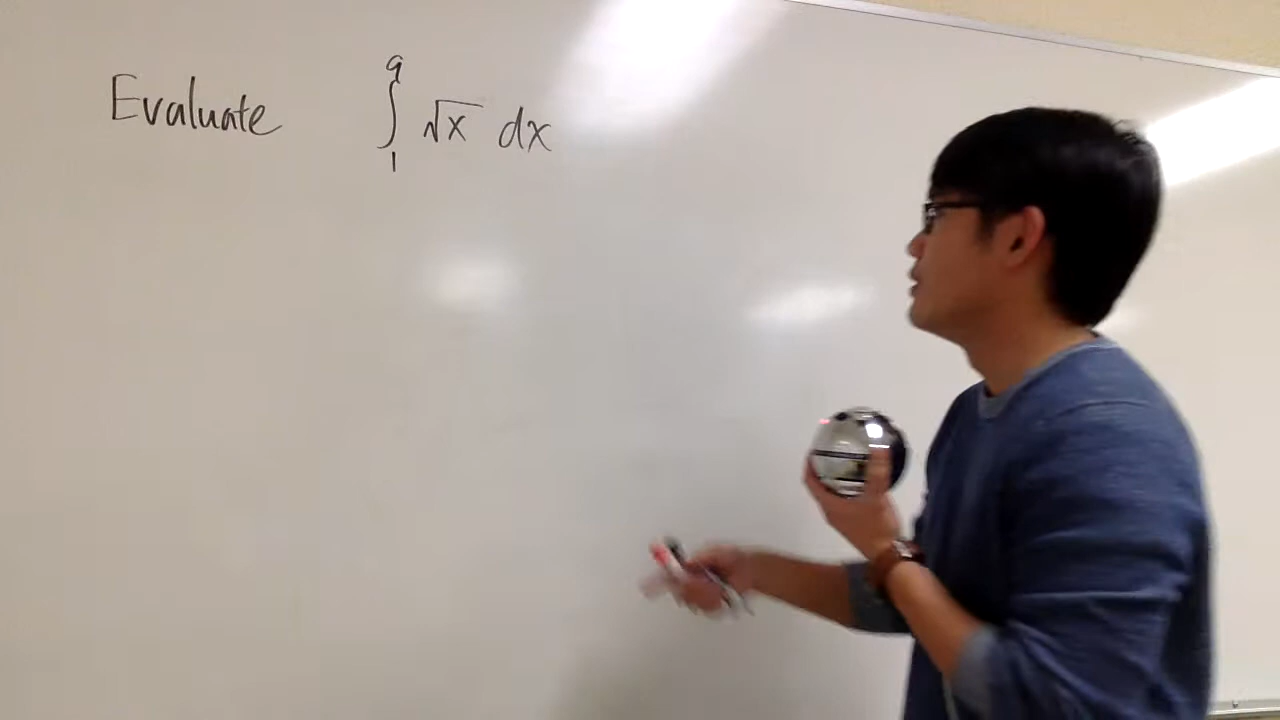 Evaluate ∫₁⁹ √x dx